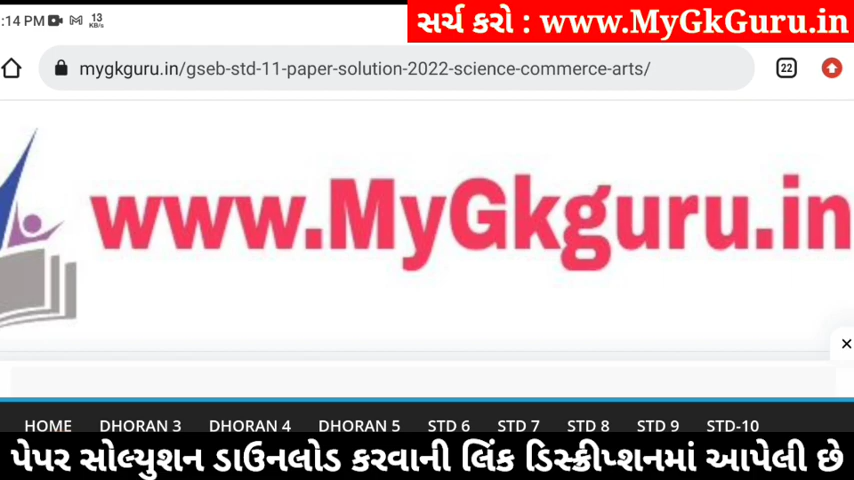 :14 PM 13 KB/s
સર્ચ કરો : www.MyGkGuru.in
mygkguru.in/gseb-std-11-paper-solution-2022-science-commerce-arts/ 22
www.MyGkguru.in
×
HOME DHORAN 3 DHORAN 4 DHORAN 5 STD 6 STD 7 STD 8 STD 9 STD-10
પેપર સોલ્યુશન ડાઉનલોડ કરવાની લિંક ડિસ્ક્રીપ્શનમાં આપેલી છે